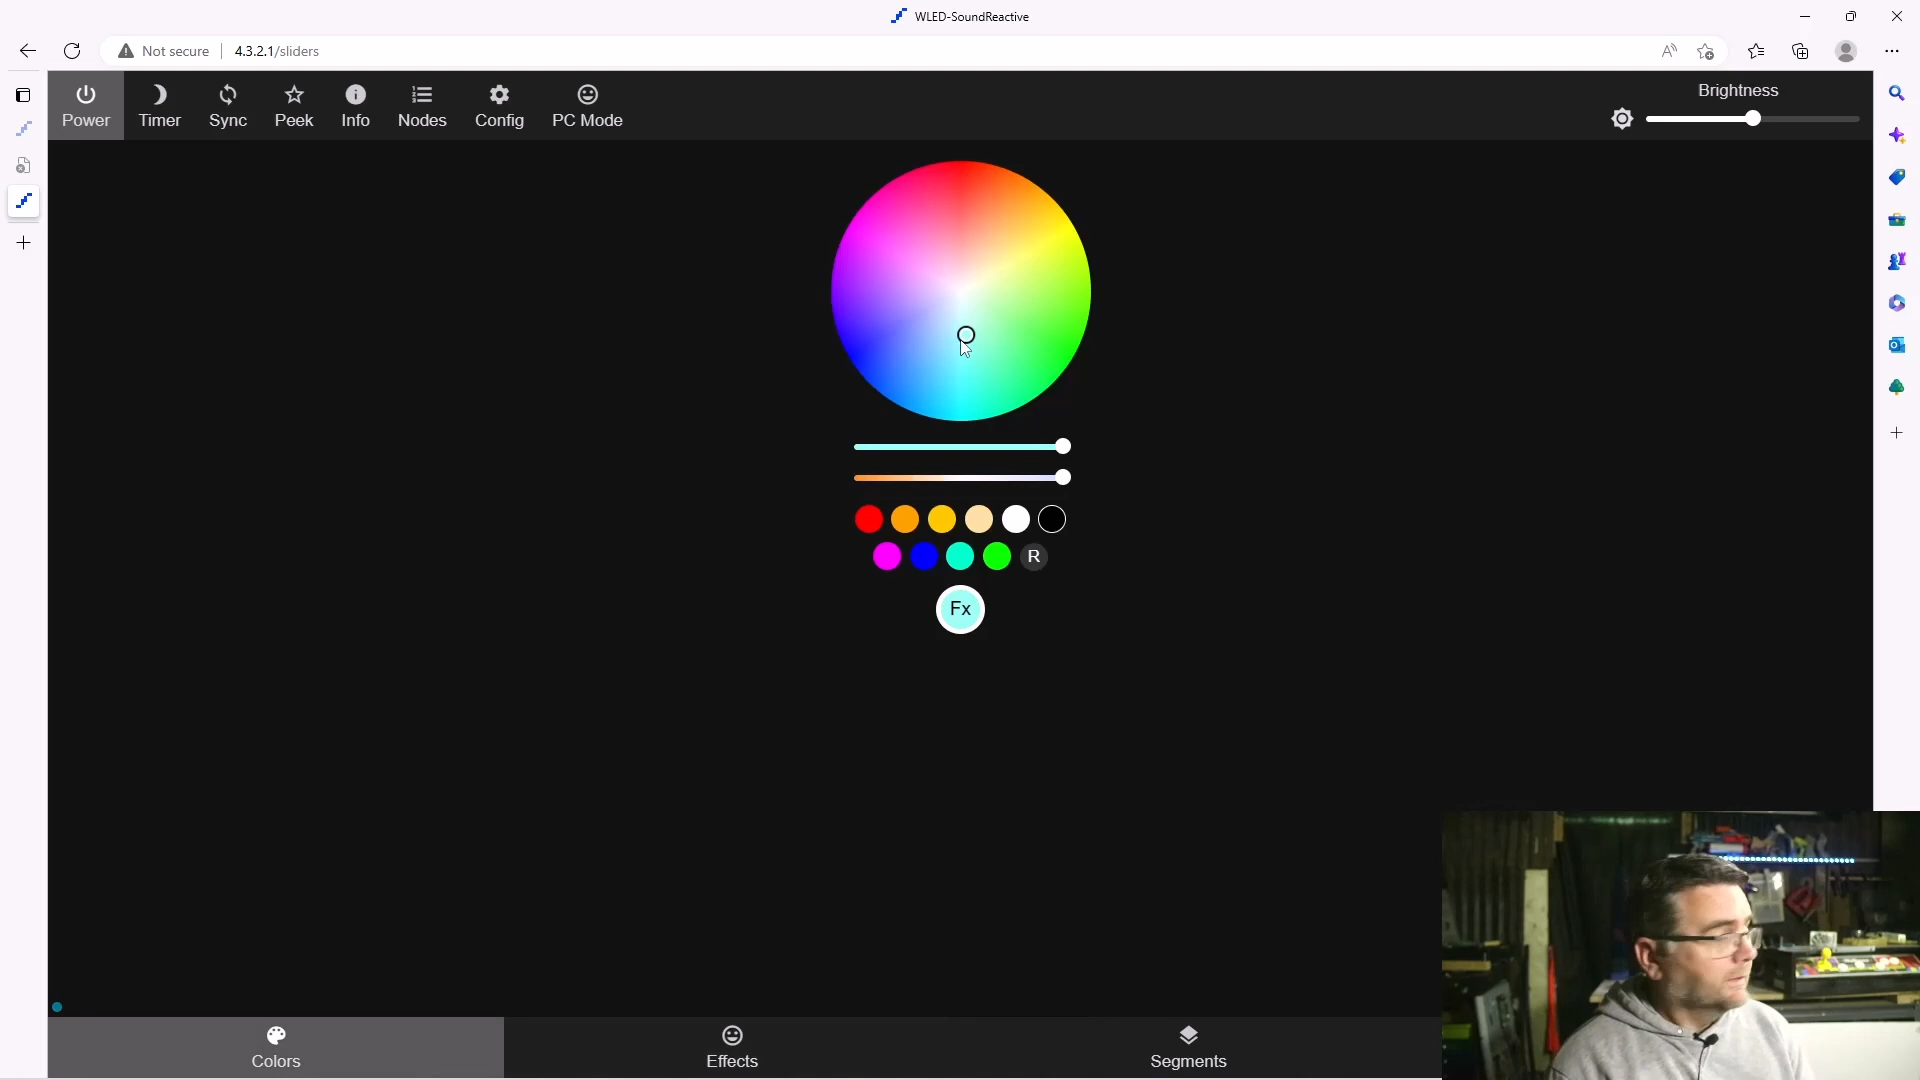 WLED-SoundReactive
Not secure 4.3.2.1/sliders
Power Timer Sync Peek Info Nodes Config PC Mode
Brightness
R
Fx
Colors Effects Segments